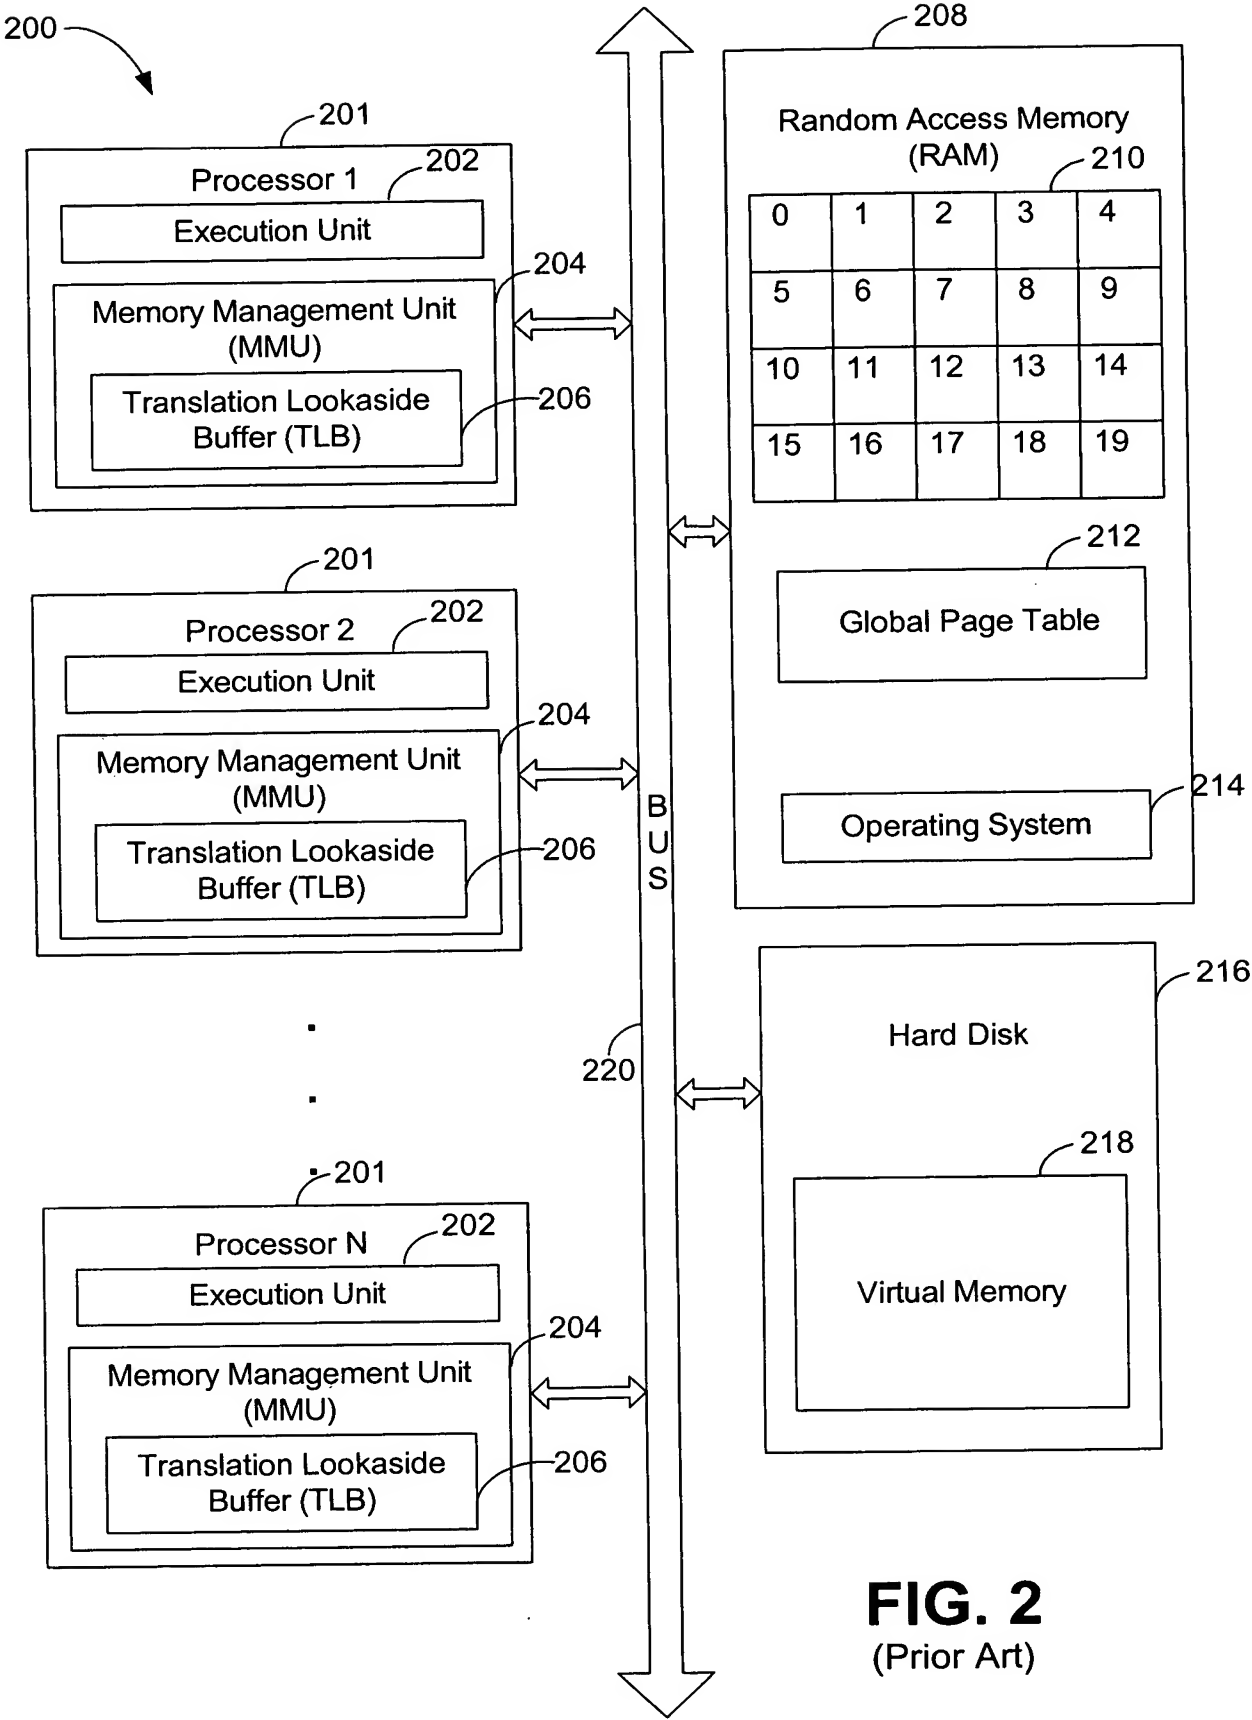 200
201
Processor 1
202
Execution Unit
204
Memory Management Unit
(MMU)
Translation Lookaside
Buffer (TLB)
206
201
Processor 2
202
Execution Unit
204
Memory Management Unit
(MMU)
Translation Lookaside
Buffer (TLB)
206
201
Processor N
202
Execution Unit
204
Memory Management Unit
(MMU)
Translation Lookaside
Buffer (TLB)
206
B
U
S
220
208
Random Access Memory
(RAM)
210
0 1 2 3 4
5 6 7 8 9
10 11 12 13 14
15 16 17 18 19
212
Global Page Table
214
Operating System
216
Hard Disk
218
Virtual Memory
FIG. 2
(Prior Art)